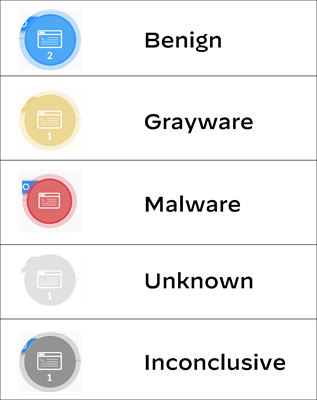 2
Benign
1
Grayware
Malware
1
Unknown
1
Inconclusive